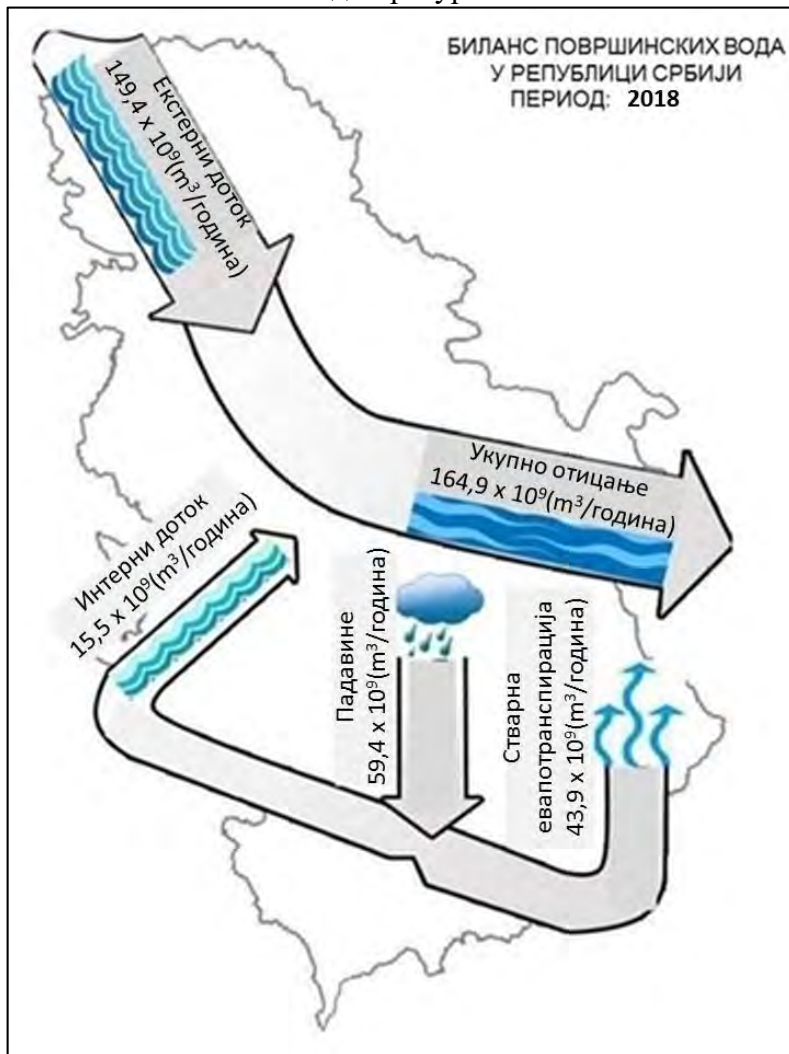 БИЛАНС ПОВРШИНСКИХ ВОДА
У РЕПУБЛИЦИ СРБИЈИ
ПЕРИОД: 2018
Екстерни доток
149,4 x 10⁹(m³/година)
Укупно отицање
164,9 x 10⁹(m³/година)
Интерни доток
15,5 x 10⁹(m³/година)
Падавине
59,4 x 10⁹(m³/година)
Стварна
евапотранспирација
43,9 x 10⁹(m³/година)